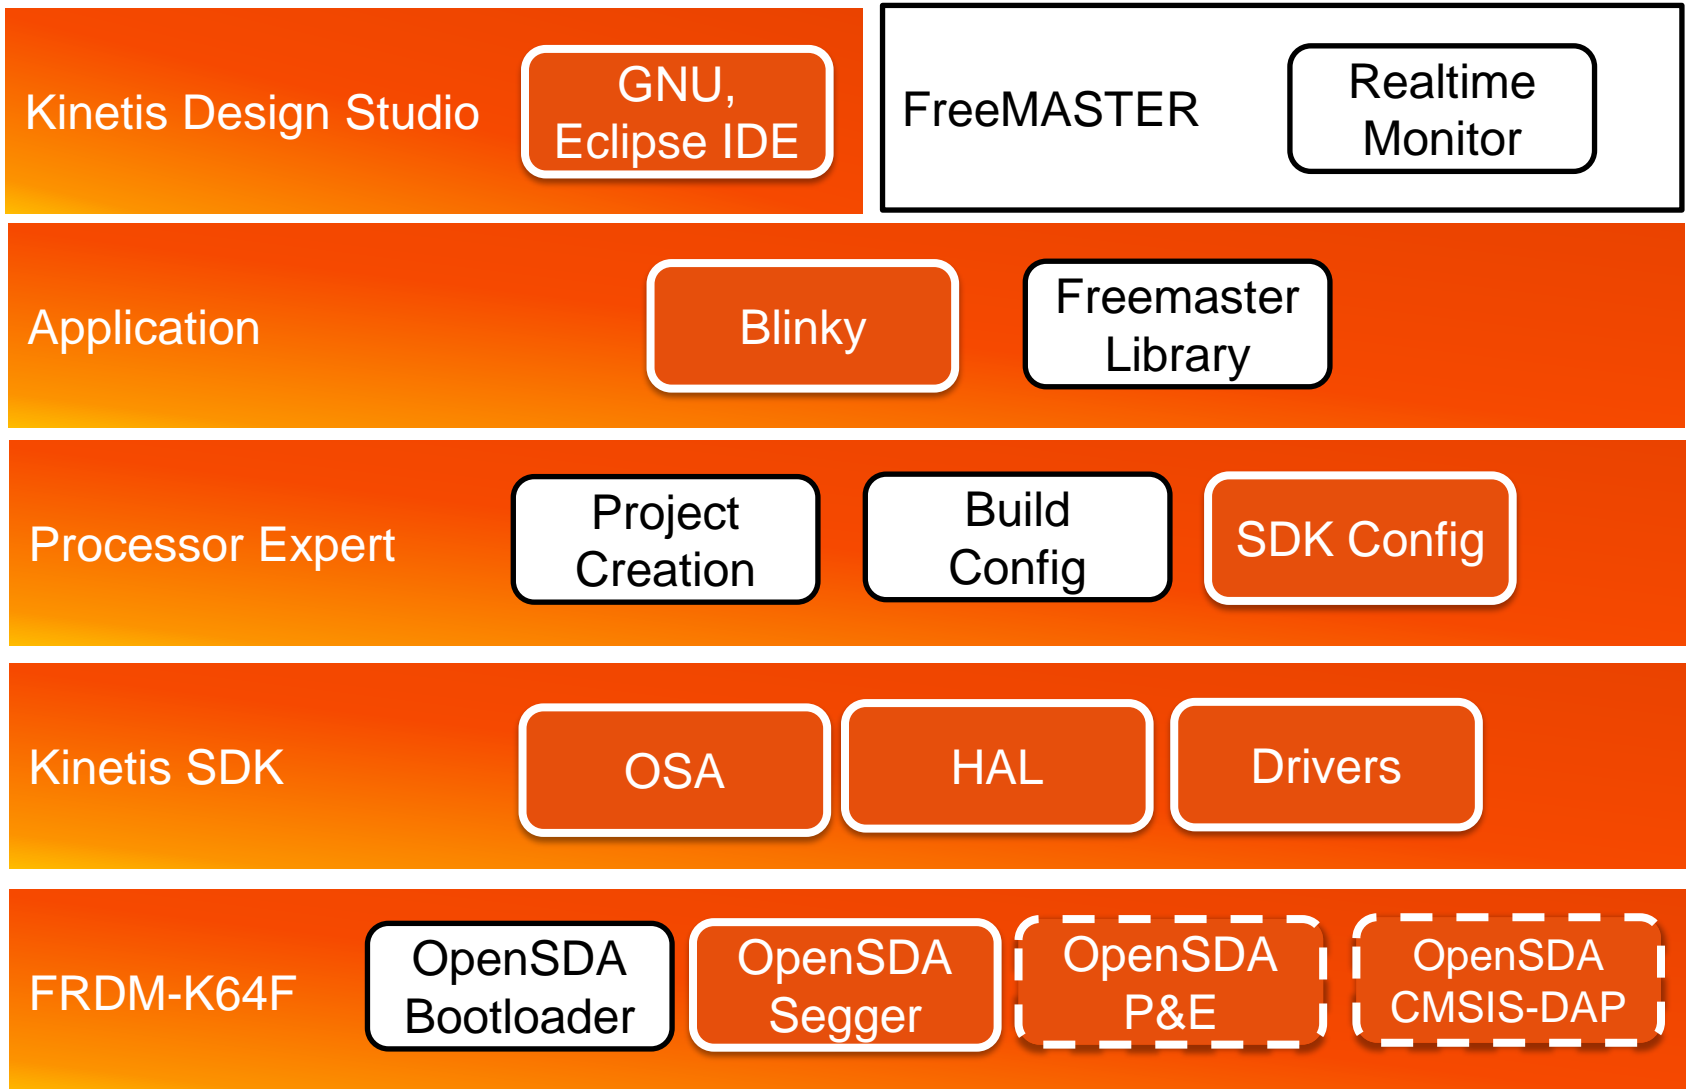 Kinetis Design Studio
GNU,
Eclipse IDE
FreeMASTER
Realtime
Monitor
Application
Blinky
Freemaster
Library
Processor Expert
Project
Creation
Build
Config
SDK Config
Kinetis SDK
OSA
HAL
Drivers
FRDM-K64F
OpenSDA
Bootloader
OpenSDA
Segger
OpenSDA
P&E
OpenSDA
CMSIS-DAP